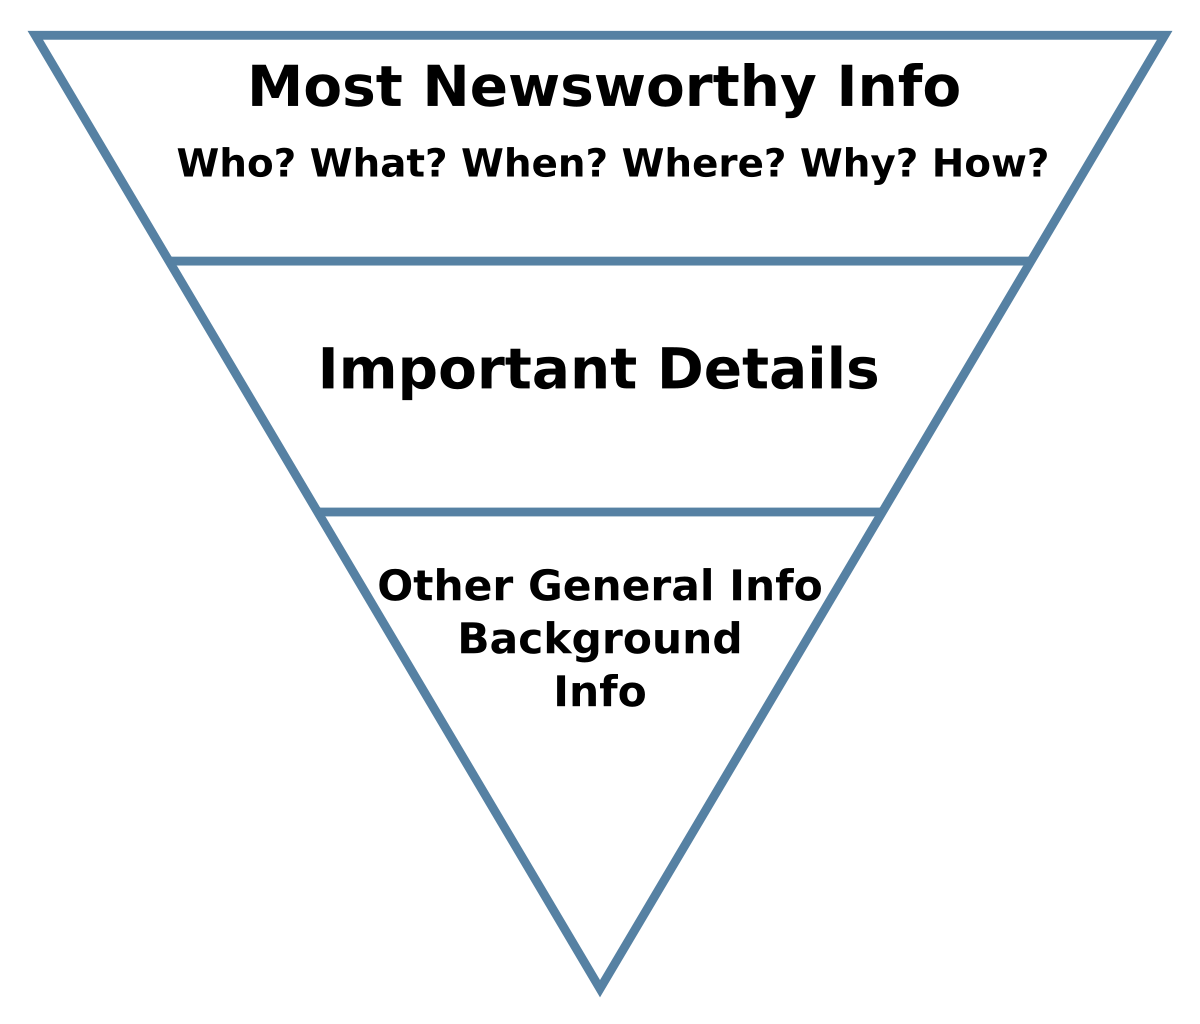 Most Newsworthy Info
Who? What? When? Where? Why? How?
Important Details
Other General Info
Background
Info